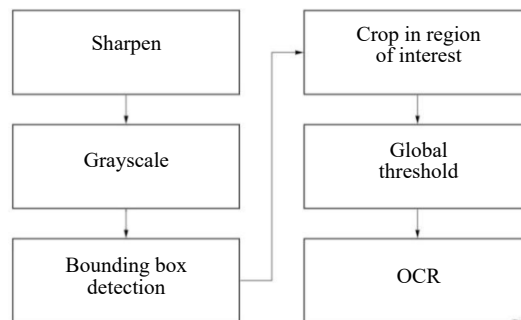 Sharpen
Grayscale
Bounding box
detection
Crop in region
of interest
Global
threshold
OCR